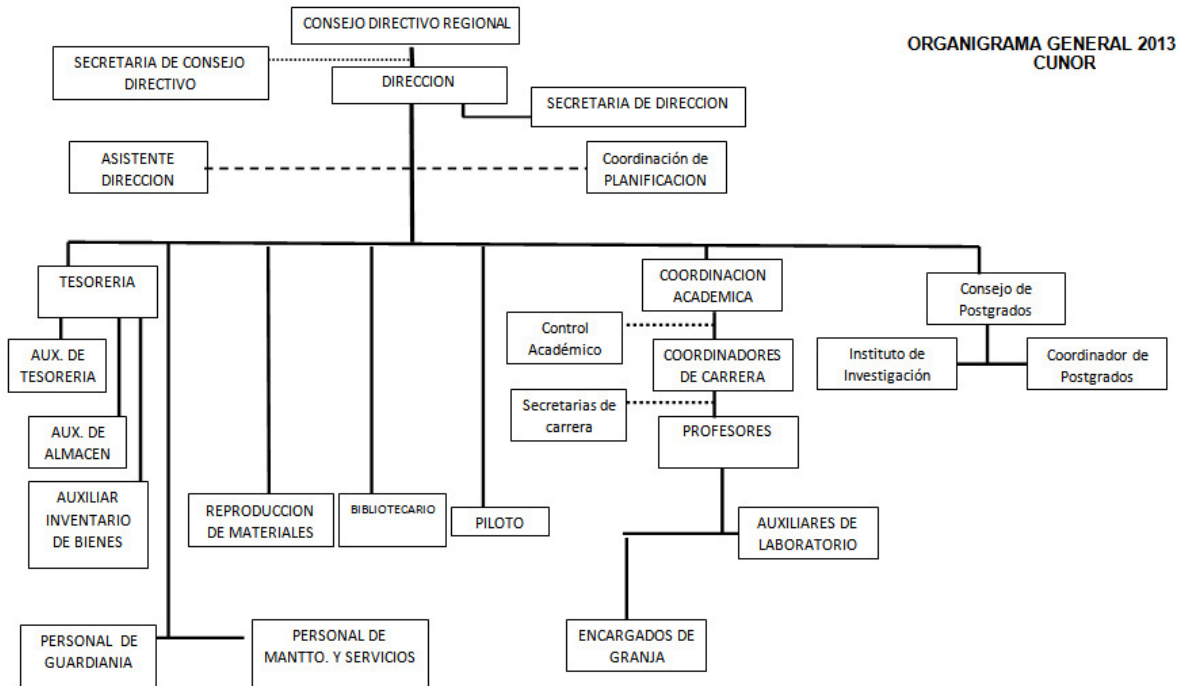 CONSEJO DIRECTIVO REGIONAL
ORGANIGRAMA GENERAL 2013
CUNOR
SECRETARIA DE CONSEJO
DIRECTIVO
DIRECCION
SECRETARIA DE DIRECCION
ASISTENTE
DIRECCION
Coordinación de
PLANIFICACION
TESORERIA
COORDINACION
ACADEMICA
Consejo de
Postgrados
Control
Académico
AUX. DE
TESORERIA
COORDINADORES
DE CARRERA
Instituto de
Investigación
Coordinador de
Postgrados
Secretarias de
carrera
AUX. DE
ALMACEN
PROFESORES
AUXILIAR
INVENTARIO
DE BIENES
REPRODUCCION
DE MATERIALES
BIBLIOTECARIO
PILOTO
AUXILIARES DE
LABORATORIO
PERSONAL DE
GUARDIANIA
PERSONAL DE
MANTTO. Y SERVICIOS
ENCARGADOS DE
GRANJA